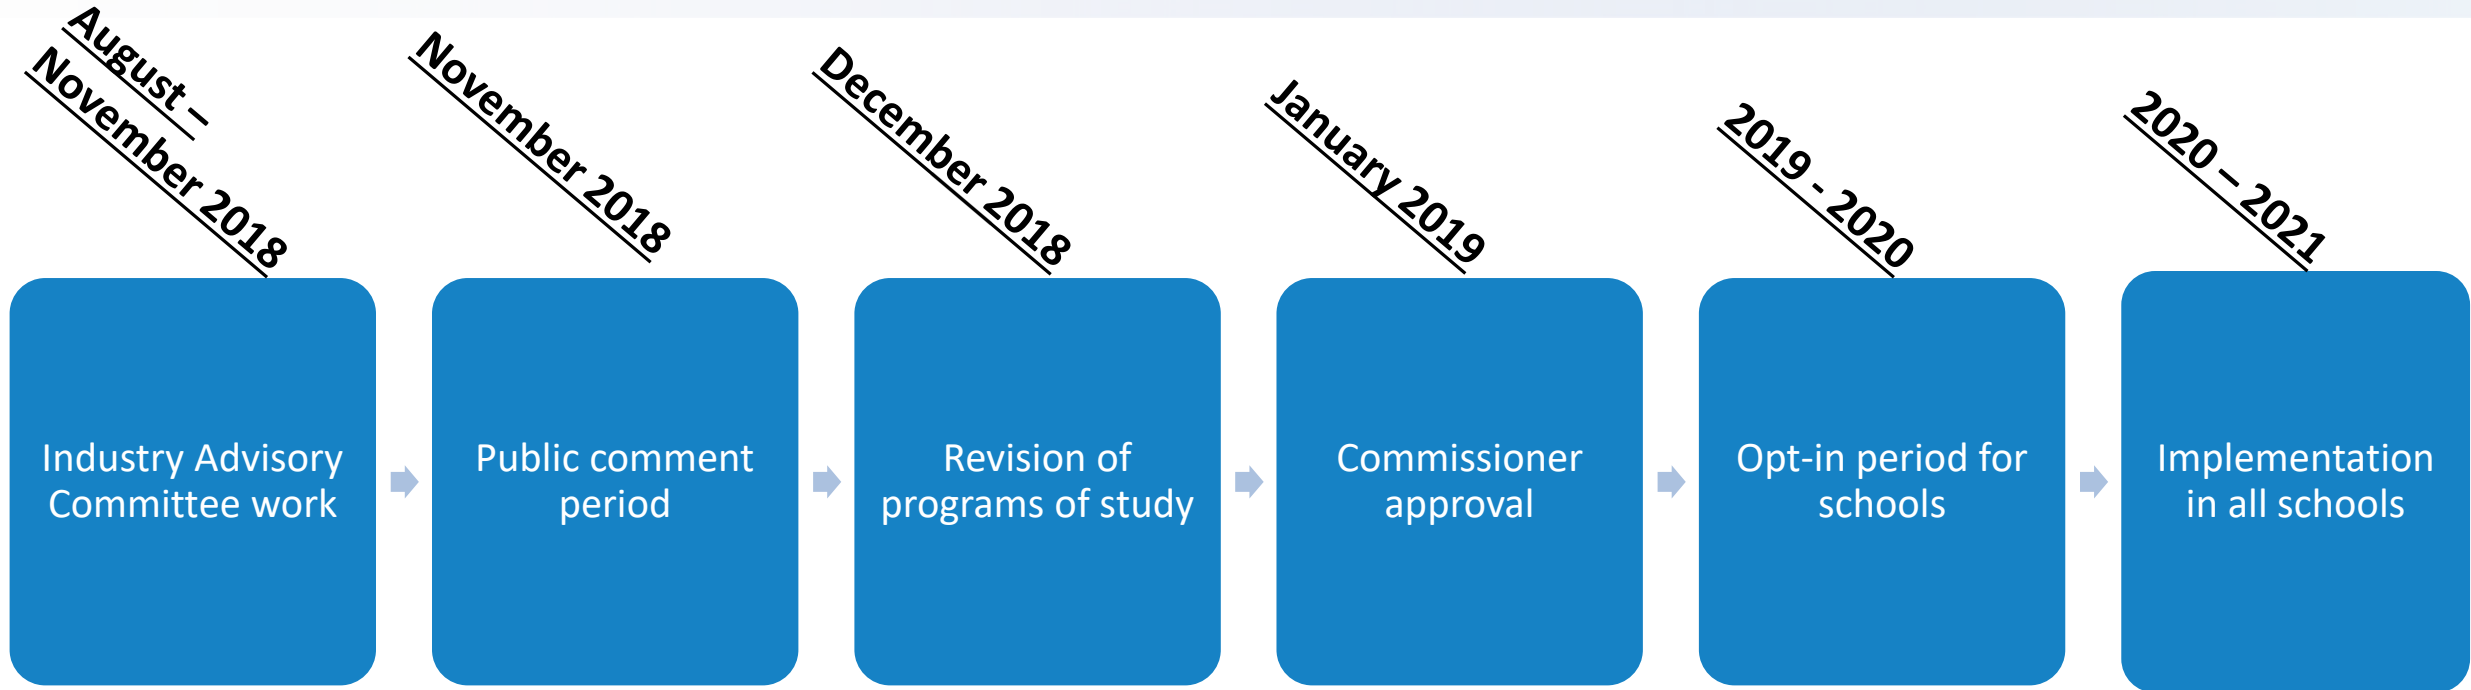 August –
November 2018
November 2018
December 2018
January 2019
2019 - 2020
2020 – 2021
Industry Advisory
Committee work
Public comment
period
Revision of
programs of study
Commissioner
approval
Opt-in period for
schools
Implementation
in all schools